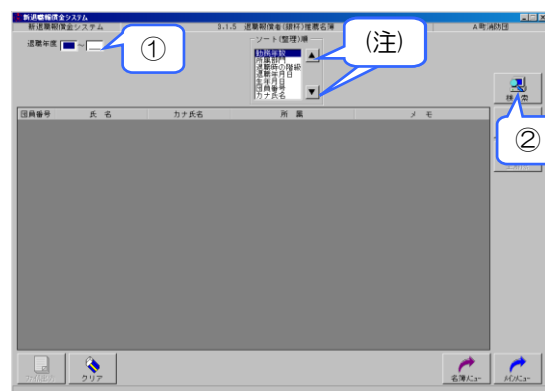 新退職報償金システム
新退職報償金システム 3.1.5 退職報償者(銀杯)推薦名簿 A町消防団
退職年度 ~
①
ソート(整理)順
(注)
勤務年数
所属部門
退職時の階級
退職年月日
生年月日
団員番号
カナ氏名
▲
▼
検 索
②
団員番号 氏 名 カナ氏名 所 属 メ モ
クリア
名簿メニュー
メインメニュー